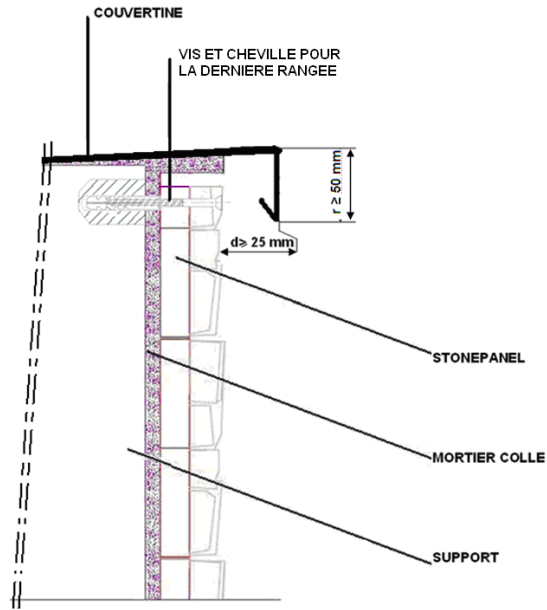 COUVERTINE
VIS ET CHEVILLE POUR
LA DERNIERE RANGEE
r ≥ 50 mm
d≥ 25 mm
STONEPANEL
MORTIER COLLE
SUPPORT